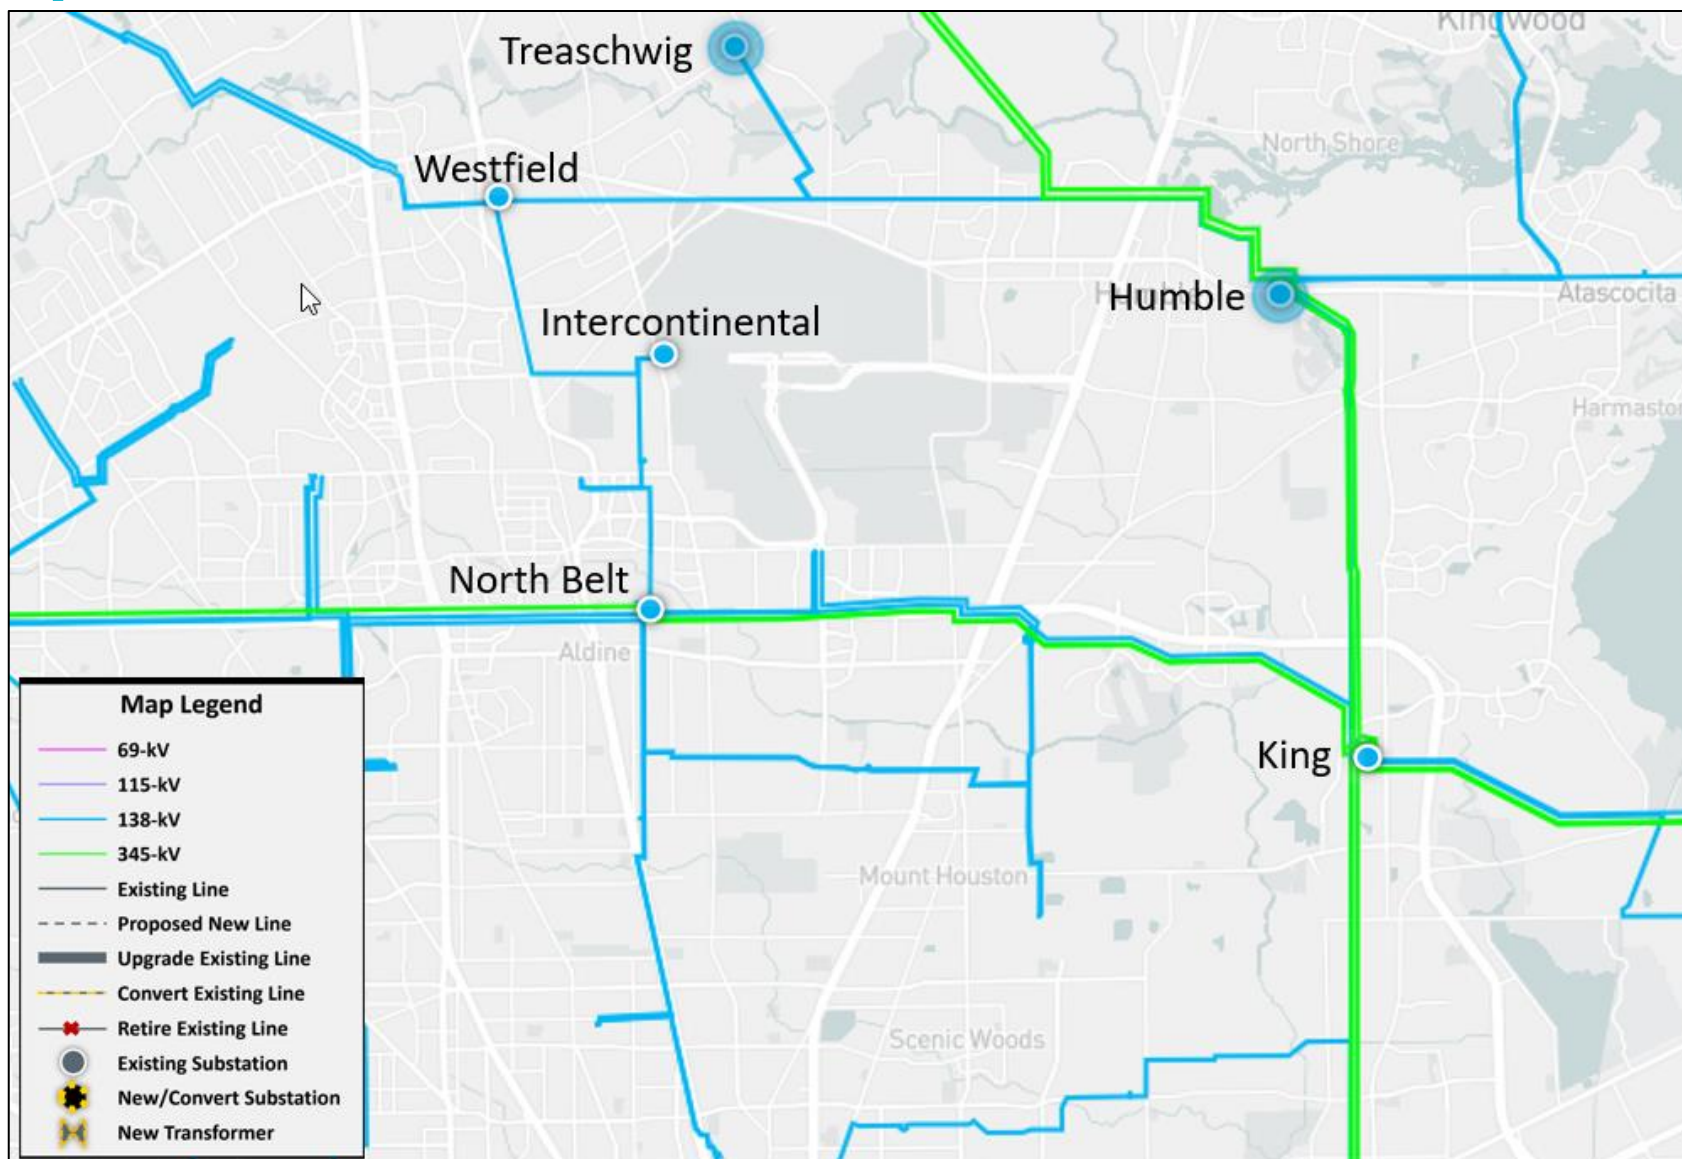 Kingwood
Treaschwig
North Shore
Westfield
Humble
Atascocita
Intercontinental
North Belt
Aldine
King
Mount Houston
Scenic Woods
Map Legend
69-kV
115-kV
138-kV
345-kV
Existing Line
Proposed New Line
Upgrade Existing Line
Convert Existing Line
Retire Existing Line
Existing Substation
New/Convert Substation
New Transformer